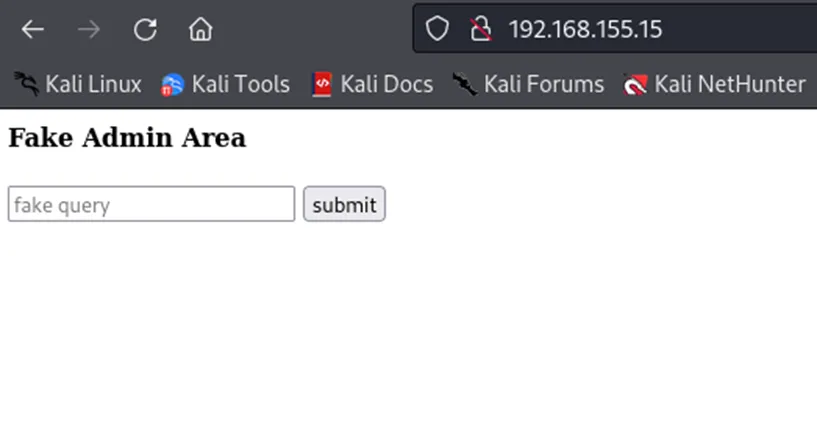 192.168.155.15
Kali Linux Kali Tools Kali Docs Kali Forums Kali NetHunter
Fake Admin Area
fake query submit